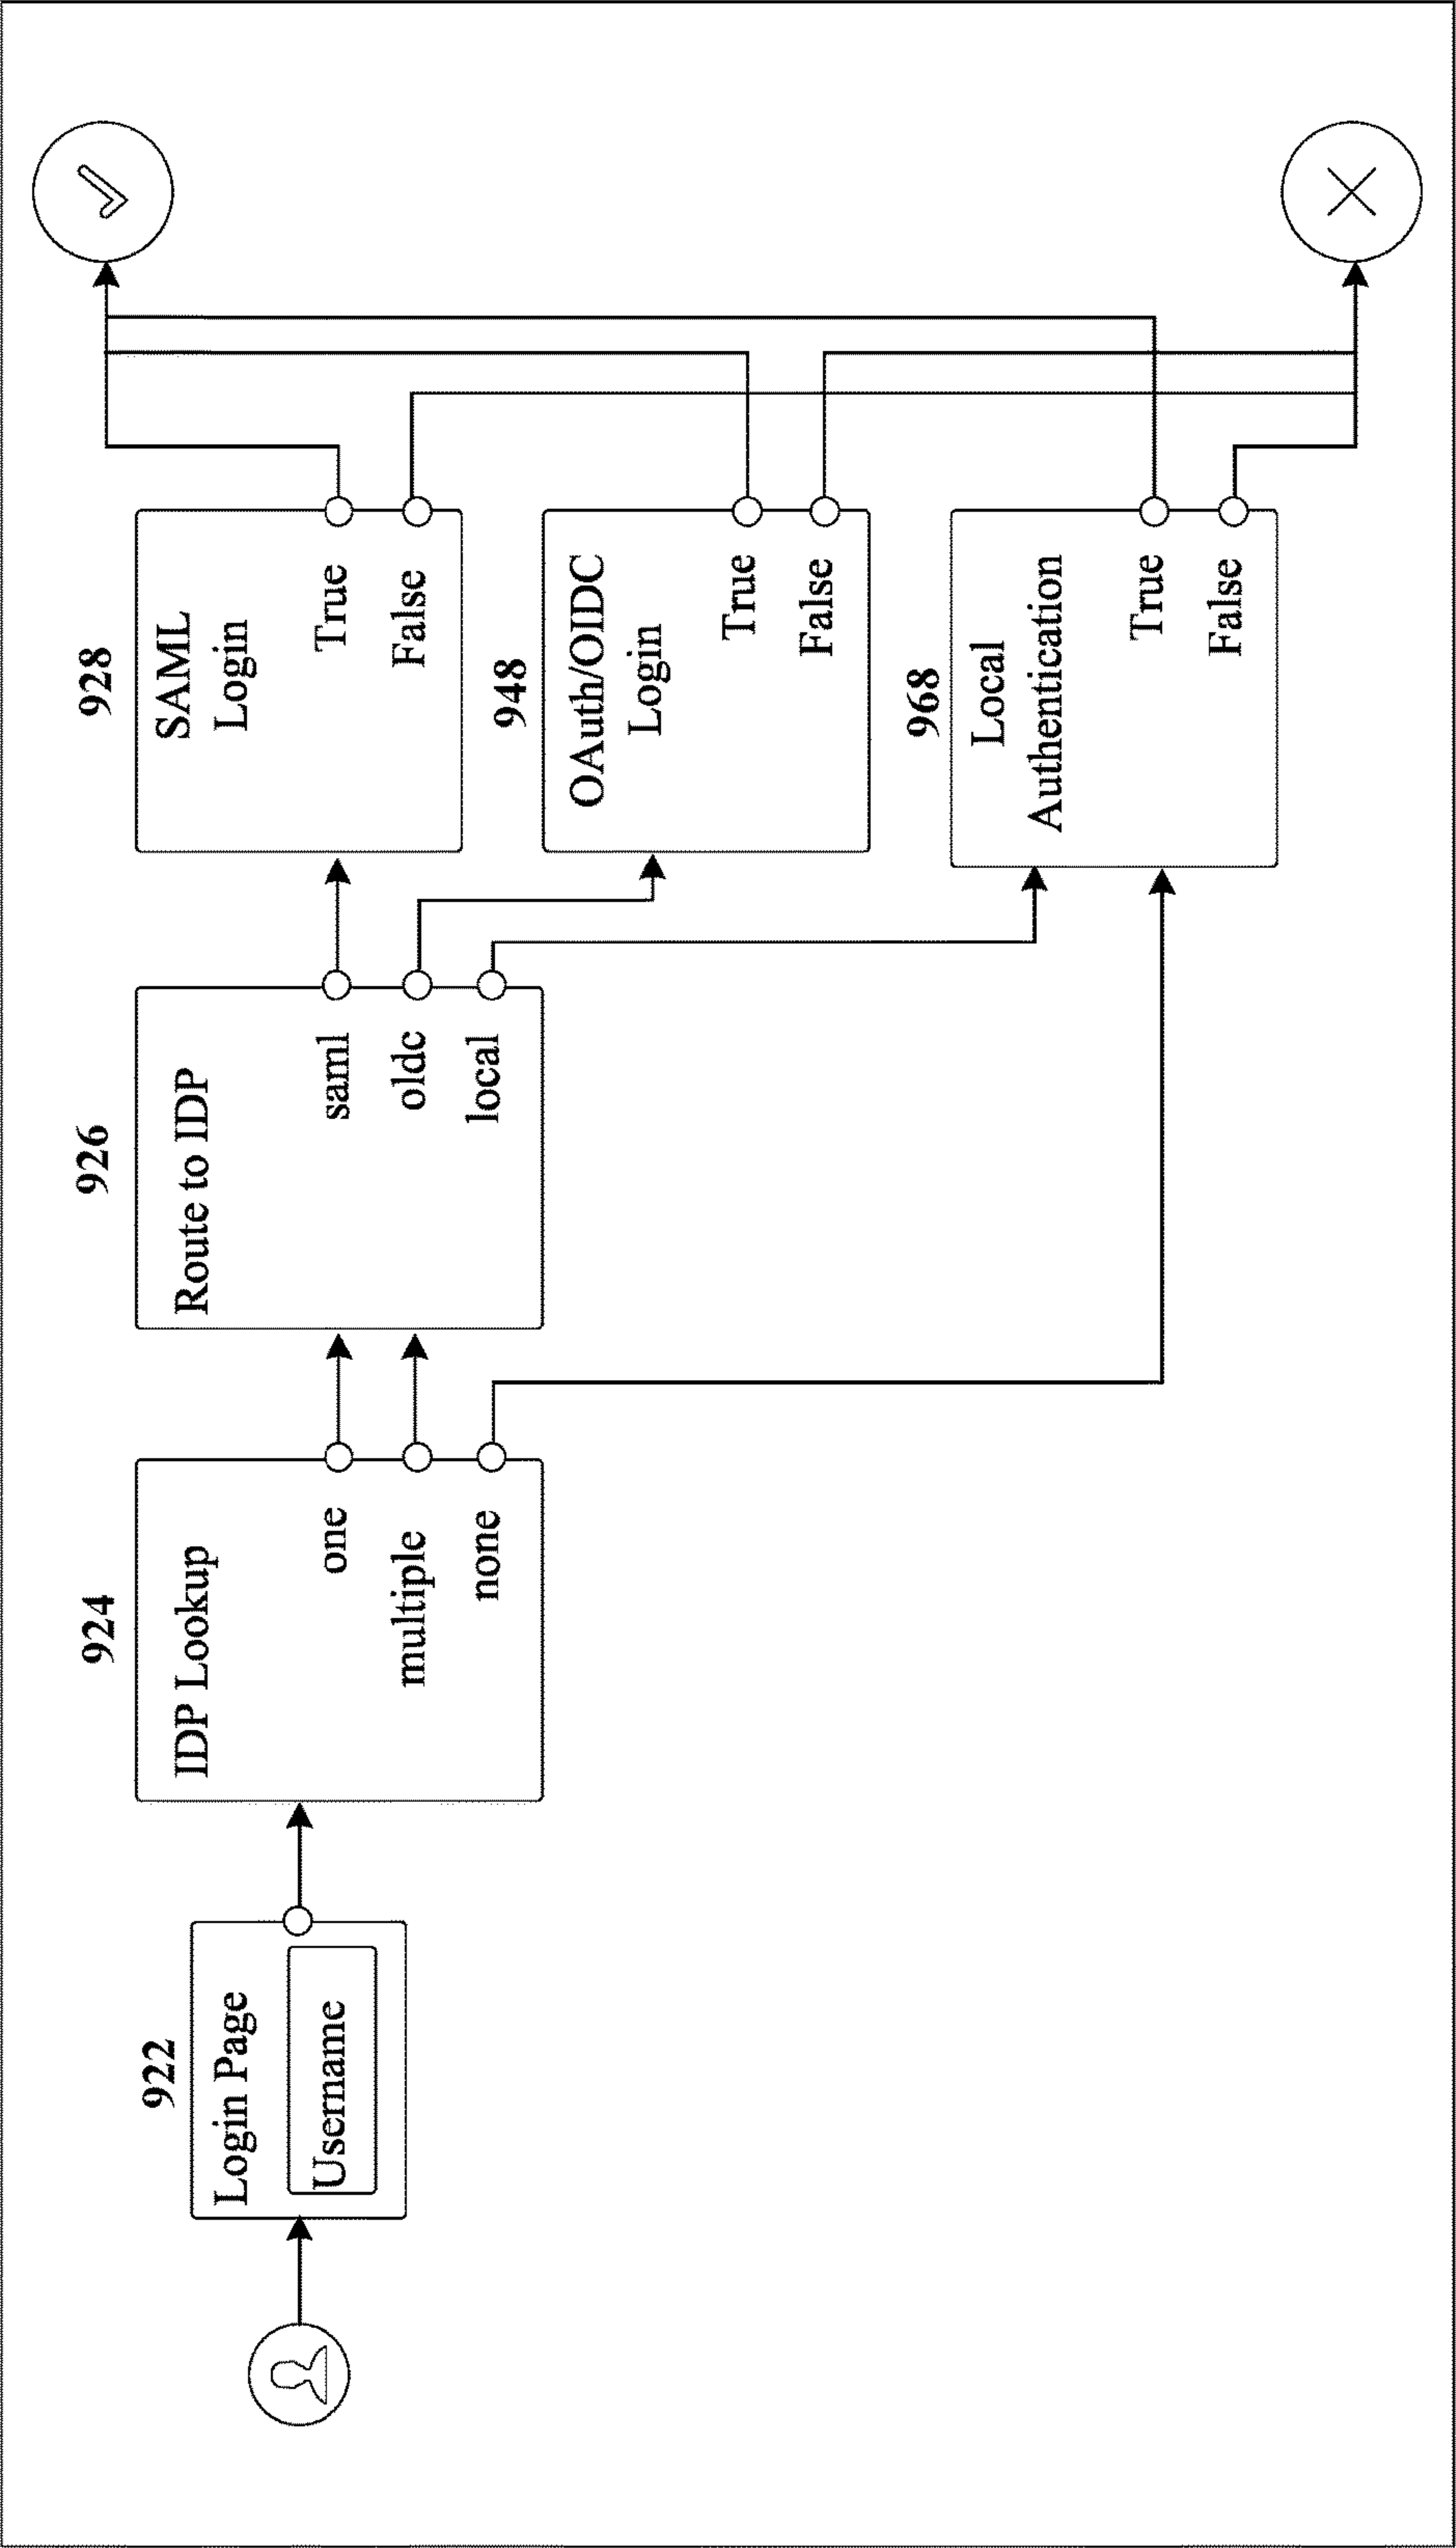 922
Login Page
Username
924
IDP Lookup
one
multiple
none
926
Route to IDP
saml
oldc
local
928
SAML
Login
True
False
948
OAuth/OIDC
Login
True
False
968
Local
Authentication
True
False